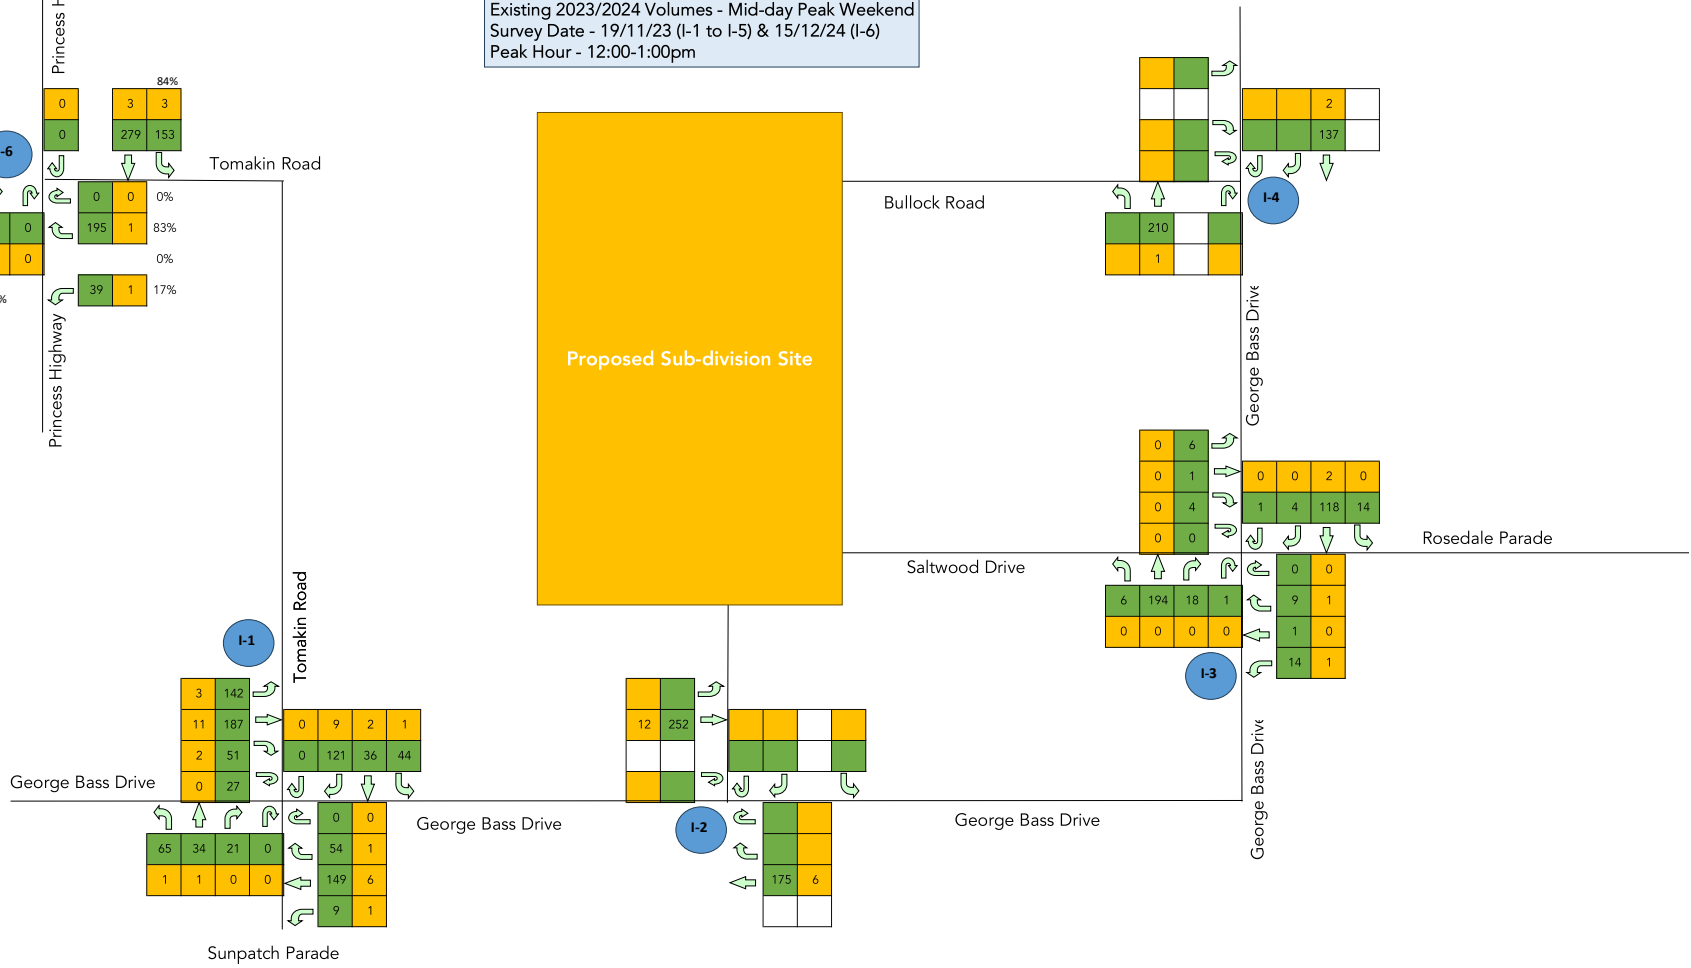 Existing 2023/2024 Volumes - Mid-day Peak Weekend
Survey Date - 19/11/23 (I-1 to I-5) & 15/12/24 (I-6)
Peak Hour - 12:00-1:00pm
Princess H
84%
0
3 3
0
279 153
-6
Tomakin Road
0 0 0%
195 1 83%
0
0
0%
39 1 17%
%
Princess Highway
Proposed Sub-division Site
2
137
Bullock Road
I-4
210
1
George Bass Drive
0 6
0 1
0 4
0 0
0 0 2 0
1 4 118 14
Rosedale Parade
Saltwood Drive
6 194 18 1
0 0 0 0
0 0
9 1
1 0
14 1
I-3
George Bass Drive
Tomakin Road
I-1
3 142
11 187
2 51
0 27
0 9 2 1
0 121 36 44
George Bass Drive
65 34 21 0
1 1 0 0
0 0
54 1
149 6
9 1
George Bass Drive
Sunpatch Parade
12 252
I-2
175 6
George Bass Drive